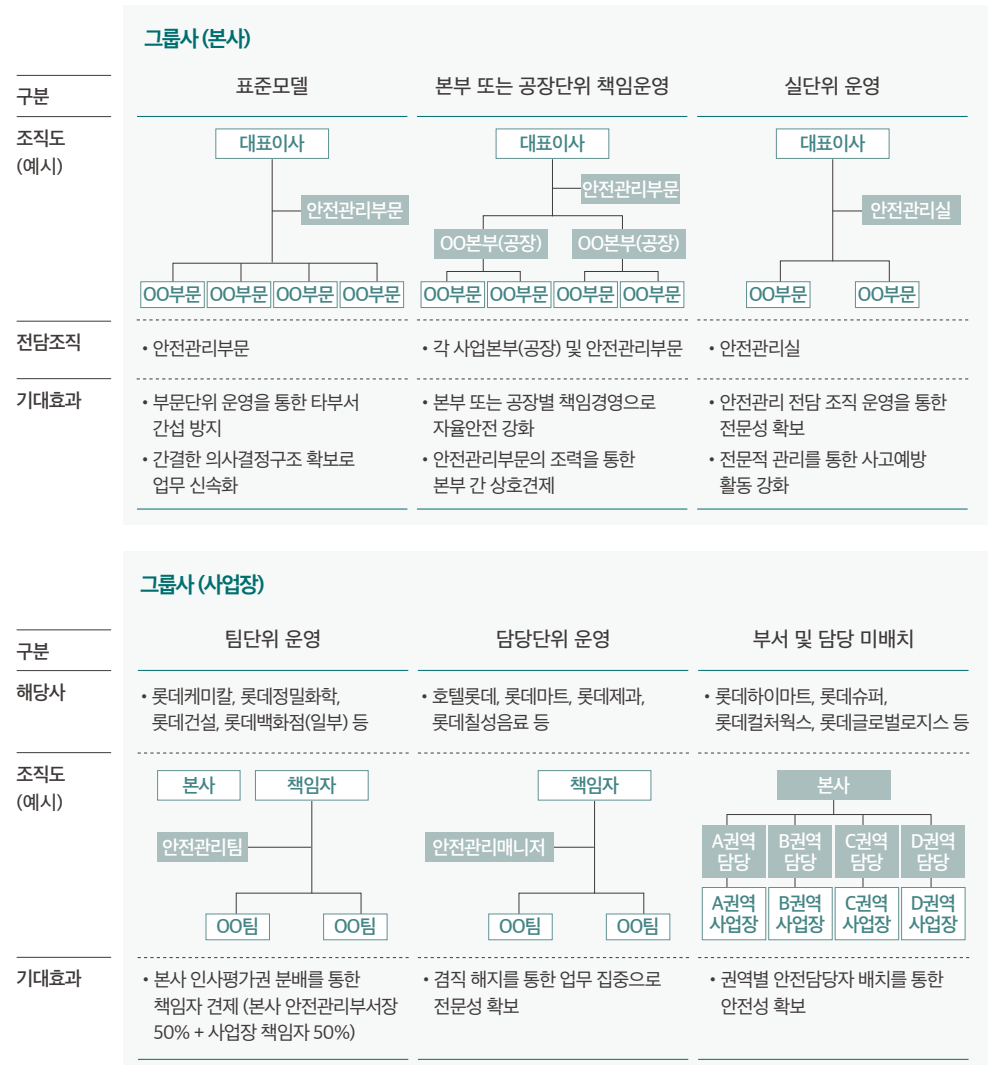 그룹사 (본사)
구분
표준모델
본부 또는 공장단위 책임운영
실단위 운영
조직도
(예시)
대표이사
안전관리부문
OO부문 OO부문 OO부문 OO부문
대표이사
안전관리부문
OO본부(공장) OO본부(공장)
OO부문 OO부문 OO부문 OO부문
대표이사
안전관리실
OO부문 OO부문
전담조직
• 안전관리부문
• 각 사업본부(공장) 및 안전관리부문
• 안전관리실
기대효과
• 부문단위 운영을 통한 타부서
간섭 방지
• 간결한 의사결정구조 확보로
업무 신속화
• 본부 또는 공장별 책임경영으로
자율안전 강화
• 안전관리부문의 조력을 통한
본부 간 상호견제
• 안전관리 전담 조직 운영을 통한
전문성 확보
• 전문적 관리를 통한 사고예방
활동 강화
그룹사 (사업장)
구분
팀단위 운영
담당단위 운영
부서 및 담당 미배치
해당사
• 롯데케미칼, 롯데정밀화학,
롯데건설, 롯데백화점(일부) 등
• 호텔롯데, 롯데마트, 롯데제과,
롯데칠성음료 등
• 롯데하이마트, 롯데슈퍼,
롯데컬처웍스, 롯데글로벌로지스 등
조직도
(예시)
본사 책임자
안전관리팀
OO팀 OO팀
책임자
안전관리매니저
OO팀 OO팀
본사
A권역 B권역 C권역 D권역
담당 담당 담당 담당
A권역 B권역 C권역 D권역
사업장 사업장 사업장 사업장
기대효과
• 본사 인사평가권 분배를 통한
책임자 견제 (본사 안전관리부서장
50% + 사업장 책임자 50%)
• 겸직 해지를 통한 업무 집중으로
전문성 확보
• 권역별 안전담당자 배치를 통한
안전성 확보